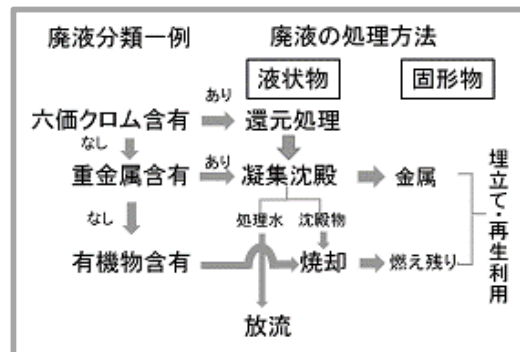 廃液分類一例
廃液の処理方法
液状物
固形物
六価クロム含有
あり
還元処理
なし
重金属含有
あり
凝集沈殿
金属
なし
処理水
沈殿物
有機物含有
焼却
燃え残り
放流
埋立て・再生利用